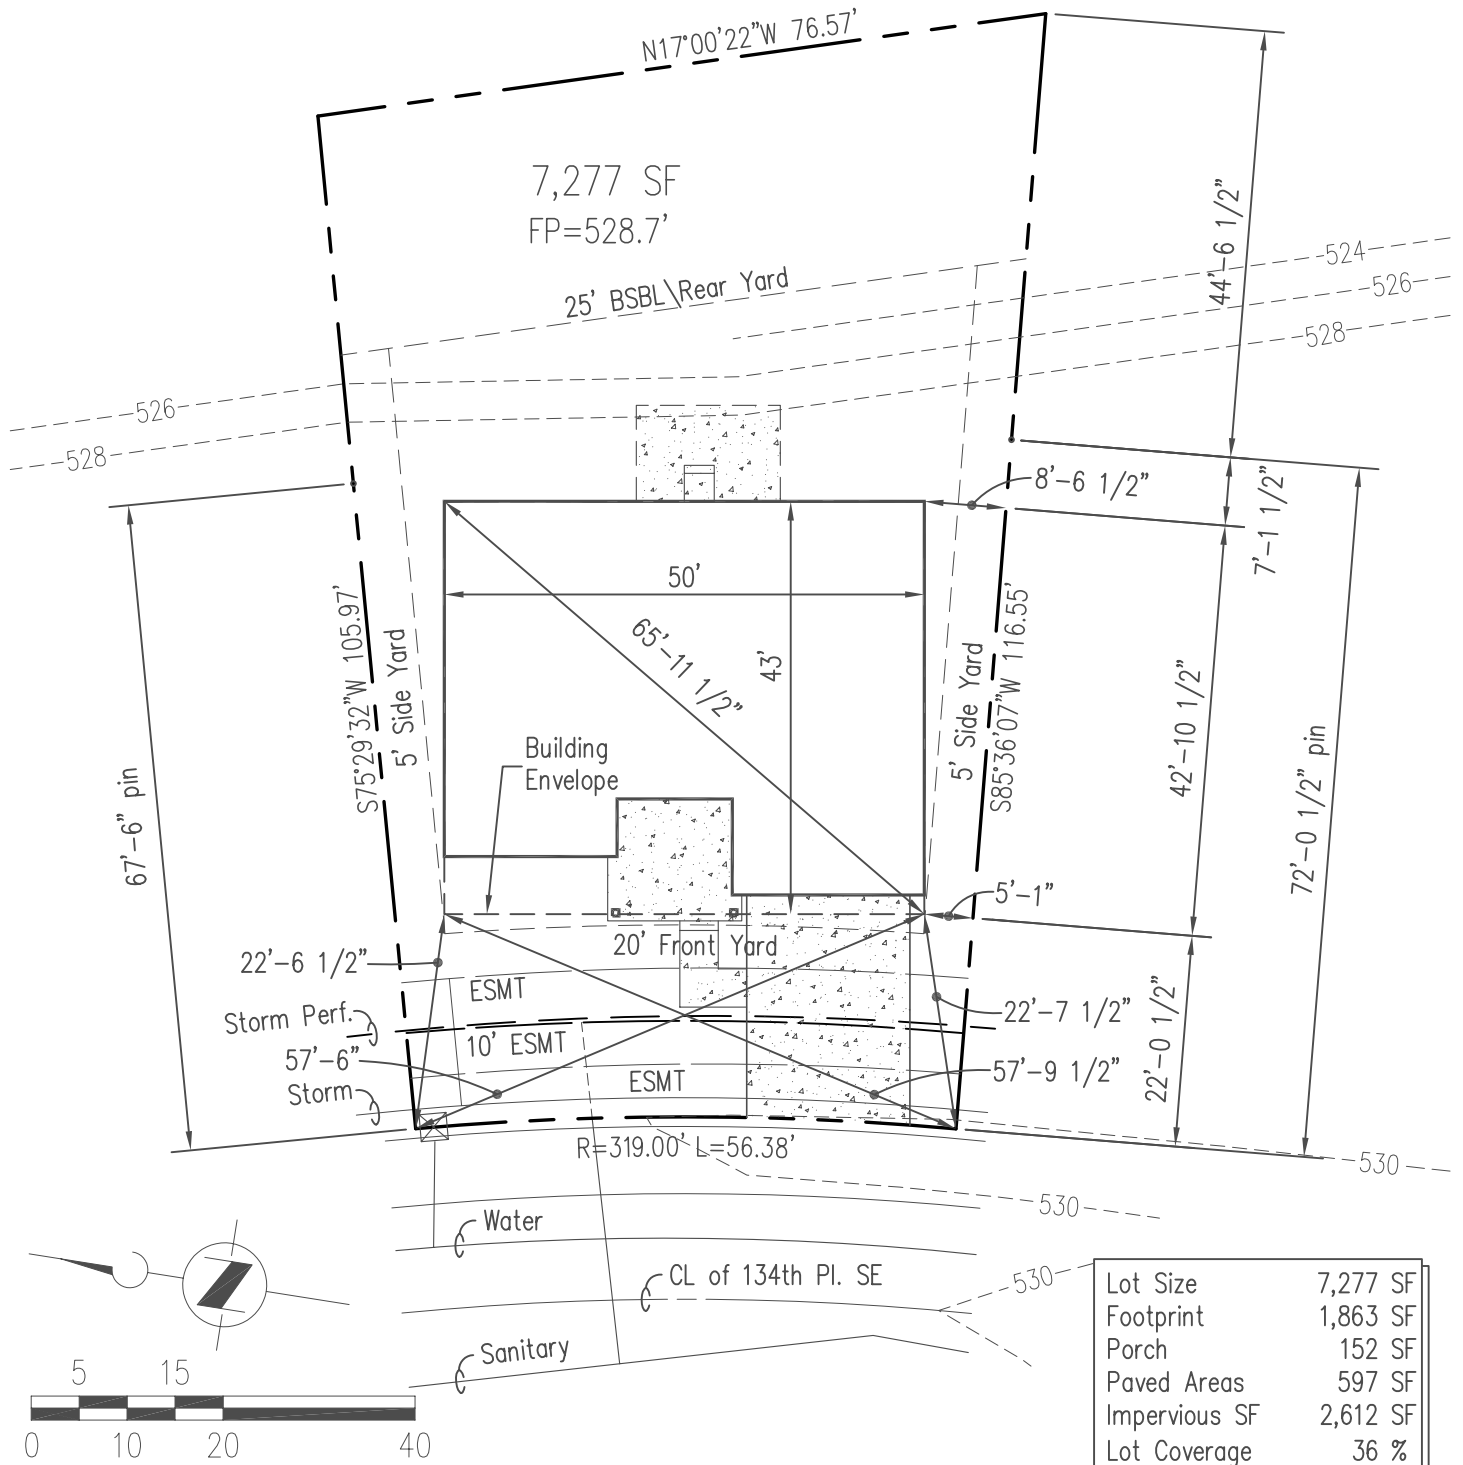 N17°00'22"W 76.57'
7,277 SF
FP=528.7'
44'-6 1/2"
524
526
528
25' BSBL\Rear Yard
526
528
8'-6 1/2"
7'-1 1/2"
50'
65'-11 1/2"
43'
S75°29'32"W 105.97'
5' Side Yard
5' Side Yard
S85°36'07"W 116.55'
42'-10 1/2"
72'-0 1/2" pin
67'-6" pin
Building
Envelope
5'-1"
20' Front Yard
22'-6 1/2"
ESMT
22'-7 1/2"
Storm Perf.
10' ESMT
57'-6"
ESMT
57'-9 1/2"
22'-0 1/2"
Storm
R=319.00' L=56.38'
530
530
Water
CL of 134th Pl. SE
530
Sanitary
5 15
0 10 20 40
Lot Size 7,277 SF
Footprint 1,863 SF
Porch 152 SF
Paved Areas 597 SF
Impervious SF 2,612 SF
Lot Coverage 36 %